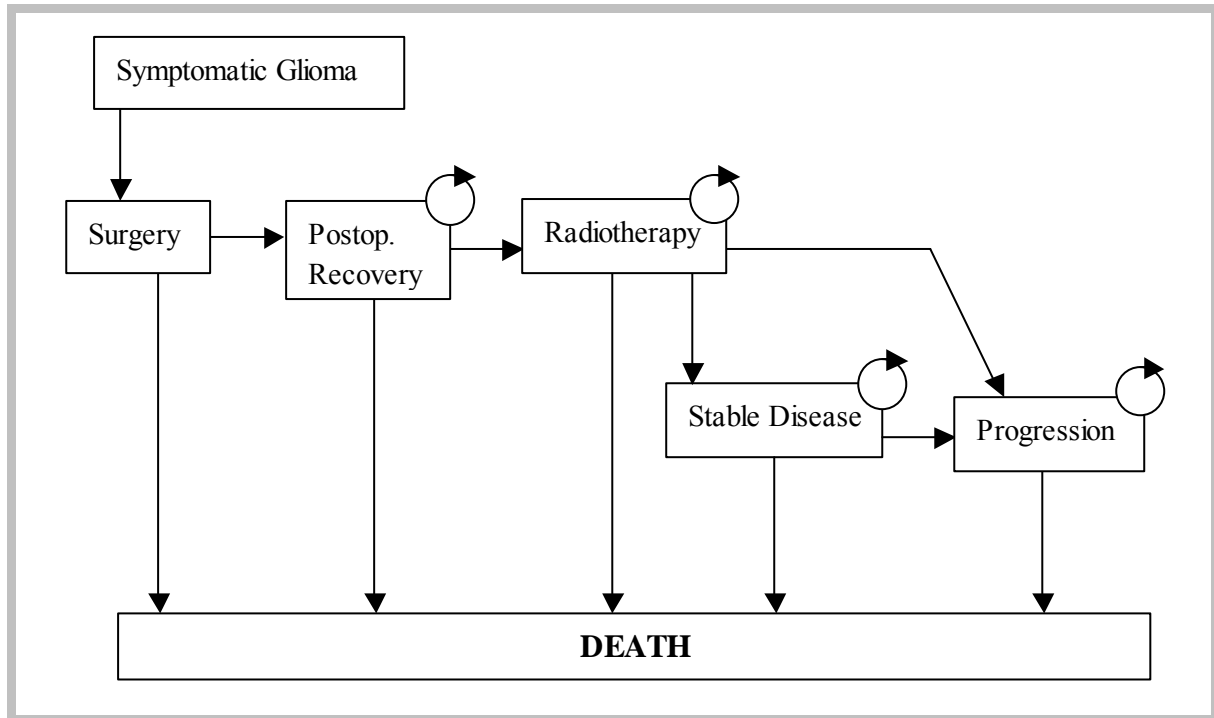 Symptomatic Glioma
Surgery
Postop.
Recovery
Radiotherapy
Stable Disease
Progression
DEATH